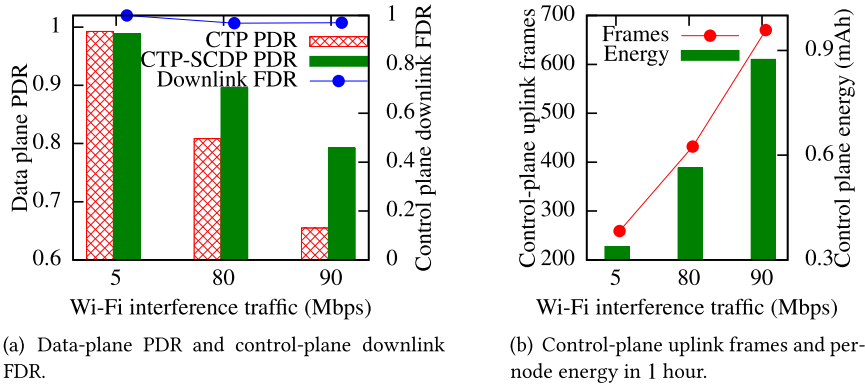 1
0.9
0.8
0.7
0.6
Data plane PDR
CTP PDR
CTP-SCDP PDR
Downlink FDR
1
0.8
0.6
0.4
0.2
0
Control plane downlink FDR
5 80 90
Wi-Fi interference traffic (Mbps)
(a) Data-plane PDR and control-plane downlink
FDR.
700
600
500
400
300
200
Control-plane uplink frames
Frames
Energy
0.9
0.6
0.3
Control plane energy (mAh)
5 80 90
Wi-Fi interference traffic (Mbps)
(b) Control-plane uplink frames and per-
node energy in 1 hour.